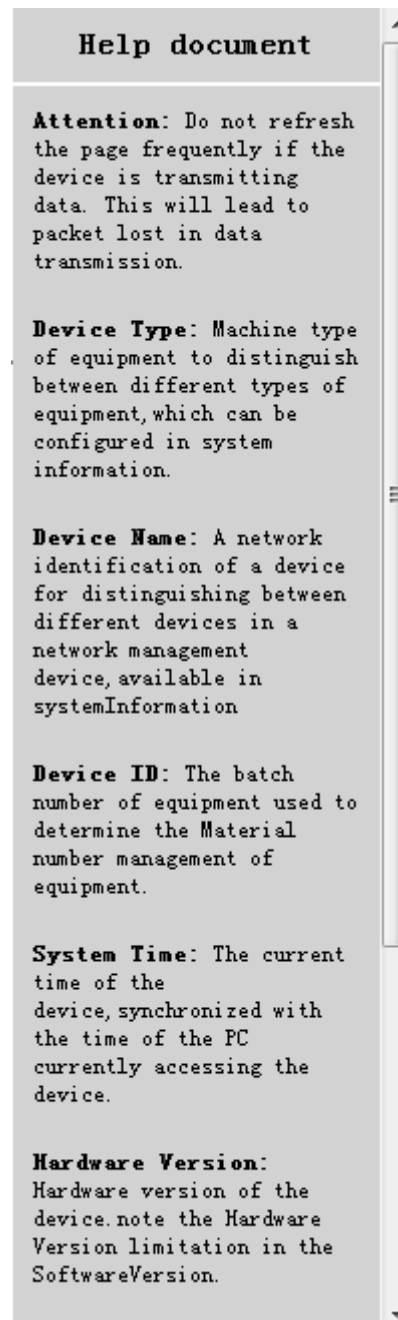 Help document
Attention: Do not refresh
the page frequently if the
device is transmitting
data. This will lead to
packet lost in data
transmission.
Device Type: Machine type
of equipment to distinguish
between different types of
equipment,which can be
configured in system
information.
Device Name: A network
identification of a device
for distinguishing between
different devices in a
network management
device,available in
systemInformation
Device ID: The batch
number of equipment used to
determine the Material
number management of
equipment.
System Time: The current
time of the
device,synchronized with
the time of the PC
currently accessing the
device.
Hardware Version:
Hardware version of the
device.note the Hardware
Version limitation in the
SoftwareVersion.